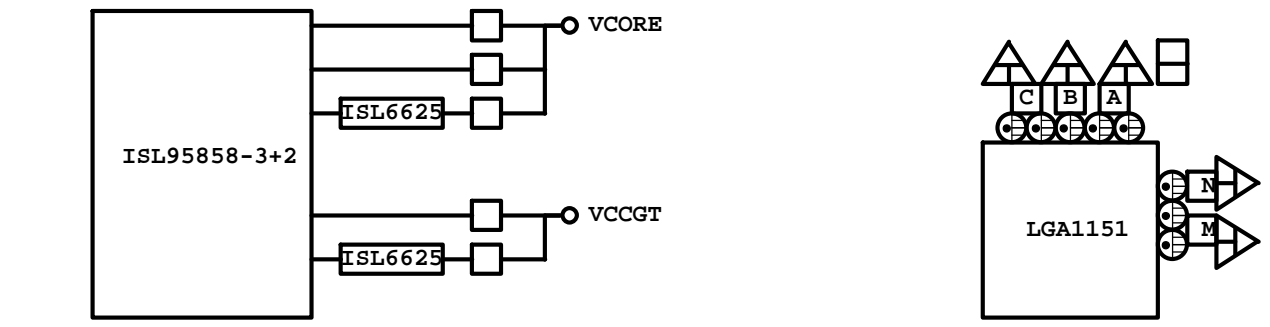 VCORE
C B A
ISL6625
ISL95858-3+2
N
VCCGT
LGA1151
M
ISL6625